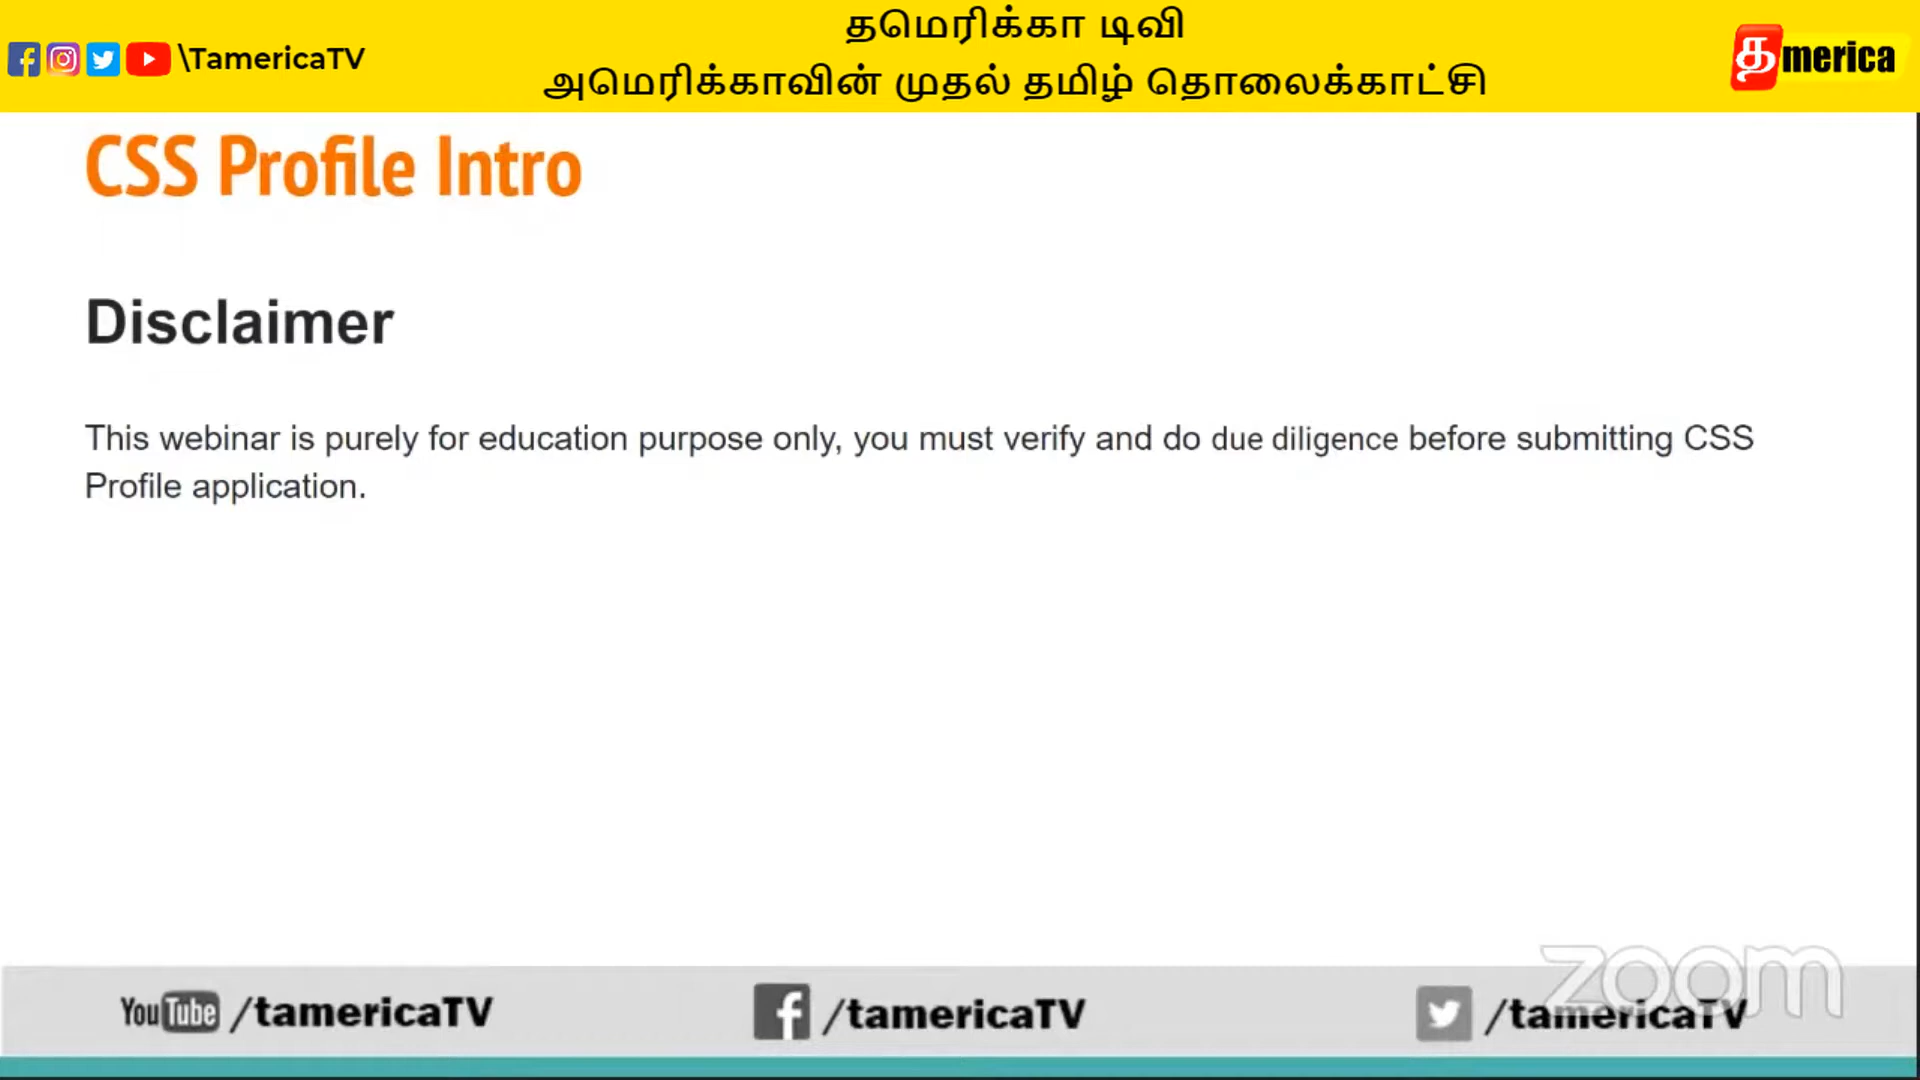 தமெரிக்கா டிவி
\TamericaTV
அமெரிக்காவின் முதல் தமிழ் தொலைக்காட்சி
தmerica
CSS Profile Intro
Disclaimer
This webinar is purely for education purpose only, you must verify and do due diligence before submitting CSS
Profile application.
zoom
YouTube /tamericaTV
f /tamericaTV
/tamericaTV